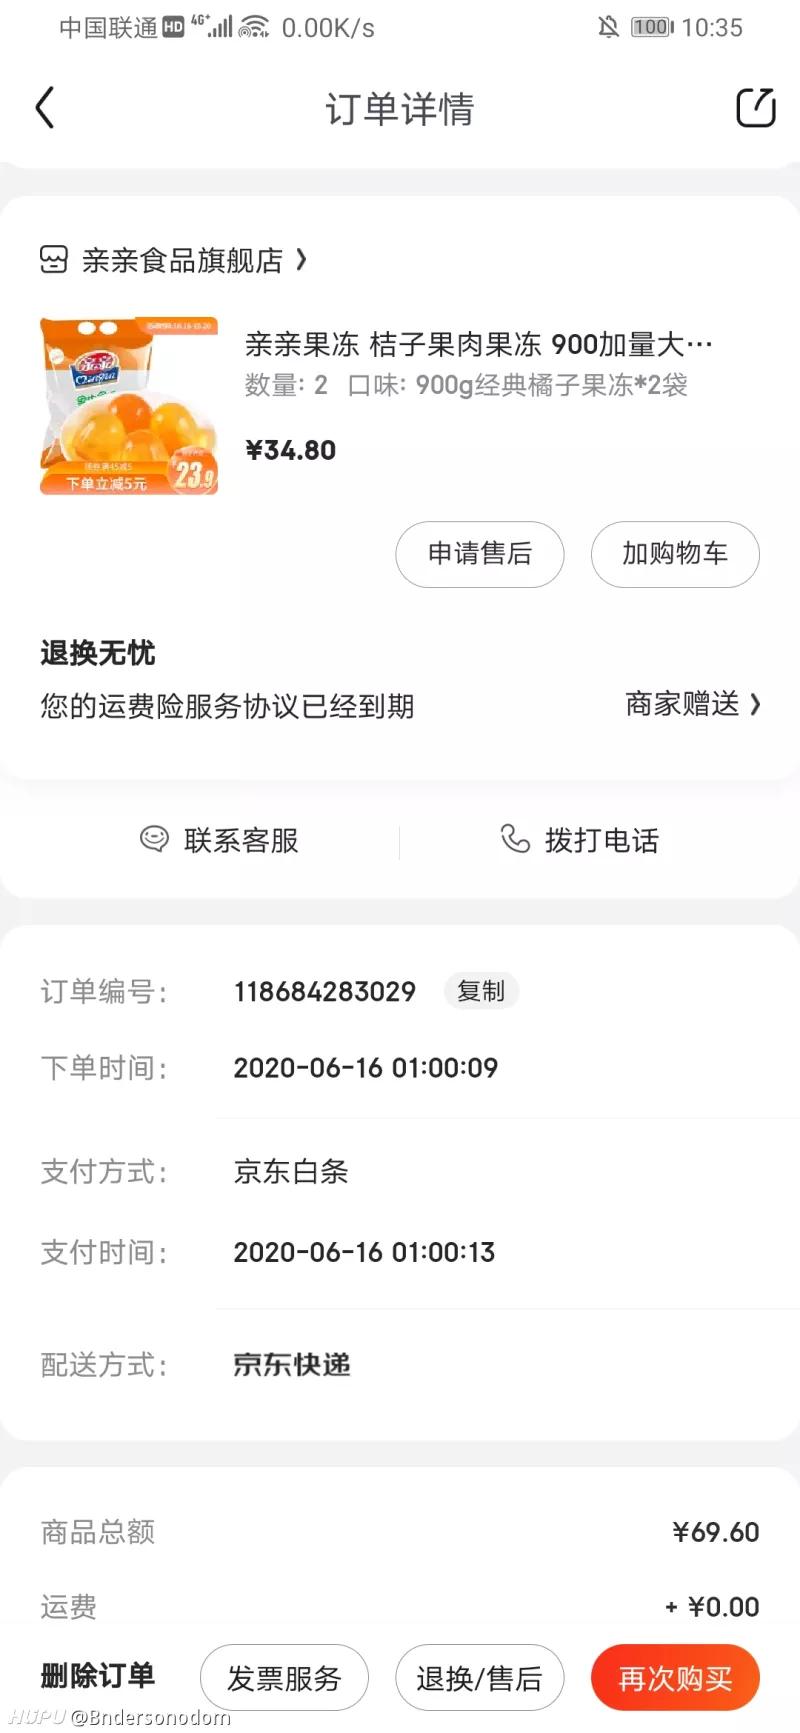 中国联通 HD 4G+ 0.00K/s 100 10:35
订单详情
亲亲食品旗舰店
亲亲果冻 桔子果肉果冻 900加量大…
数量: 2 口味: 900g经典橘子果冻*2袋
¥34.80
下单立减5元
23.9
申请售后 加购物车
退换无忧
您的运费险服务协议已经到期 商家赠送
联系客服 拨打电话
订单编号: 118684283029 复制
下单时间: 2020-06-16 01:00:09
支付方式: 京东白条
支付时间: 2020-06-16 01:00:13
配送方式: 京东快递
商品总额 ¥69.60
运费 + ¥0.00
删除订单 发票服务 退换/售后 再次购买
HUPU @Bndersonodom